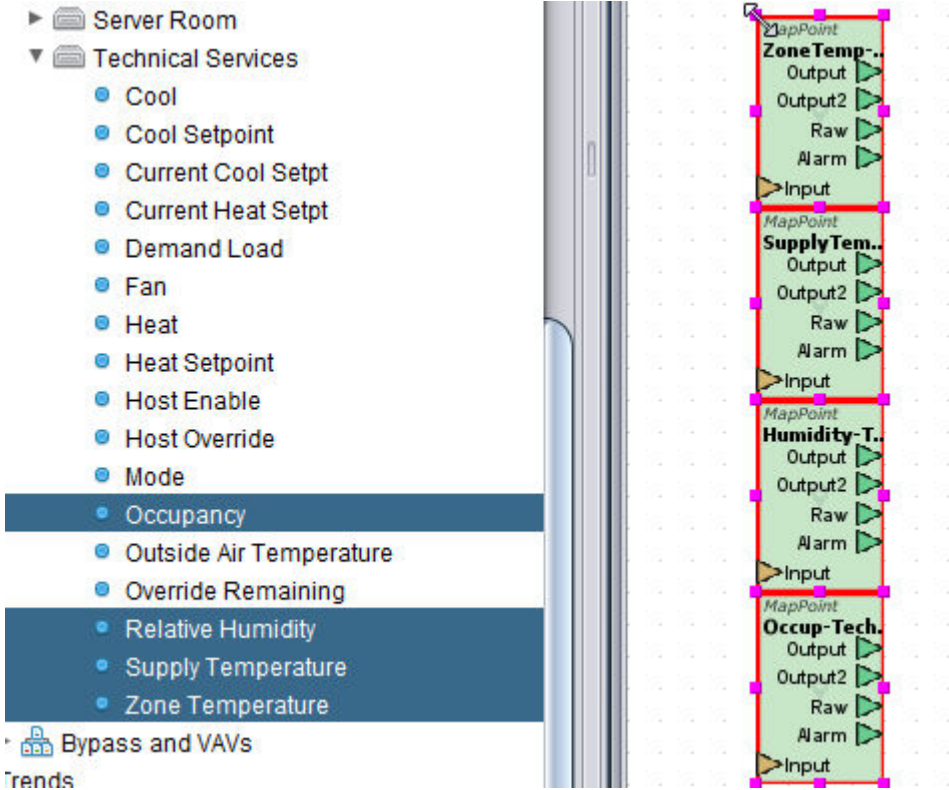 Server Room
Technical Services
Cool
Cool Setpoint
Current Cool Setpt
Current Heat Setpt
Demand Load
Fan
Heat
Heat Setpoint
Host Enable
Host Override
Mode
Occupancy
Outside Air Temperature
Override Remaining
Relative Humidity
Supply Temperature
Zone Temperature
Bypass and VAVs
Trends
MapPoint
ZoneTemp-..
Output
Output2
Raw
Alarm
Input
MapPoint
SupplyTem..
Output
Output2
Raw
Alarm
Input
MapPoint
Humidity-T..
Output
Output2
Raw
Alarm
Input
MapPoint
Occup-Tech.
Output
Output2
Raw
Alarm
Input